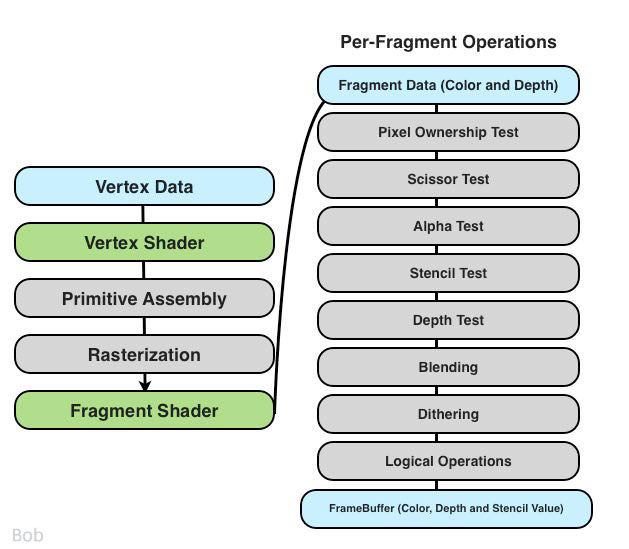 Per-Fragment Operations
Vertex Data
Vertex Shader
Primitive Assembly
Rasterization
Fragment Shader
Fragment Data (Color and Depth)
Pixel Ownership Test
Scissor Test
Alpha Test
Stencil Test
Depth Test
Blending
Dithering
Logical Operations
FrameBuffer (Color, Depth and Stencil Value)
Bob